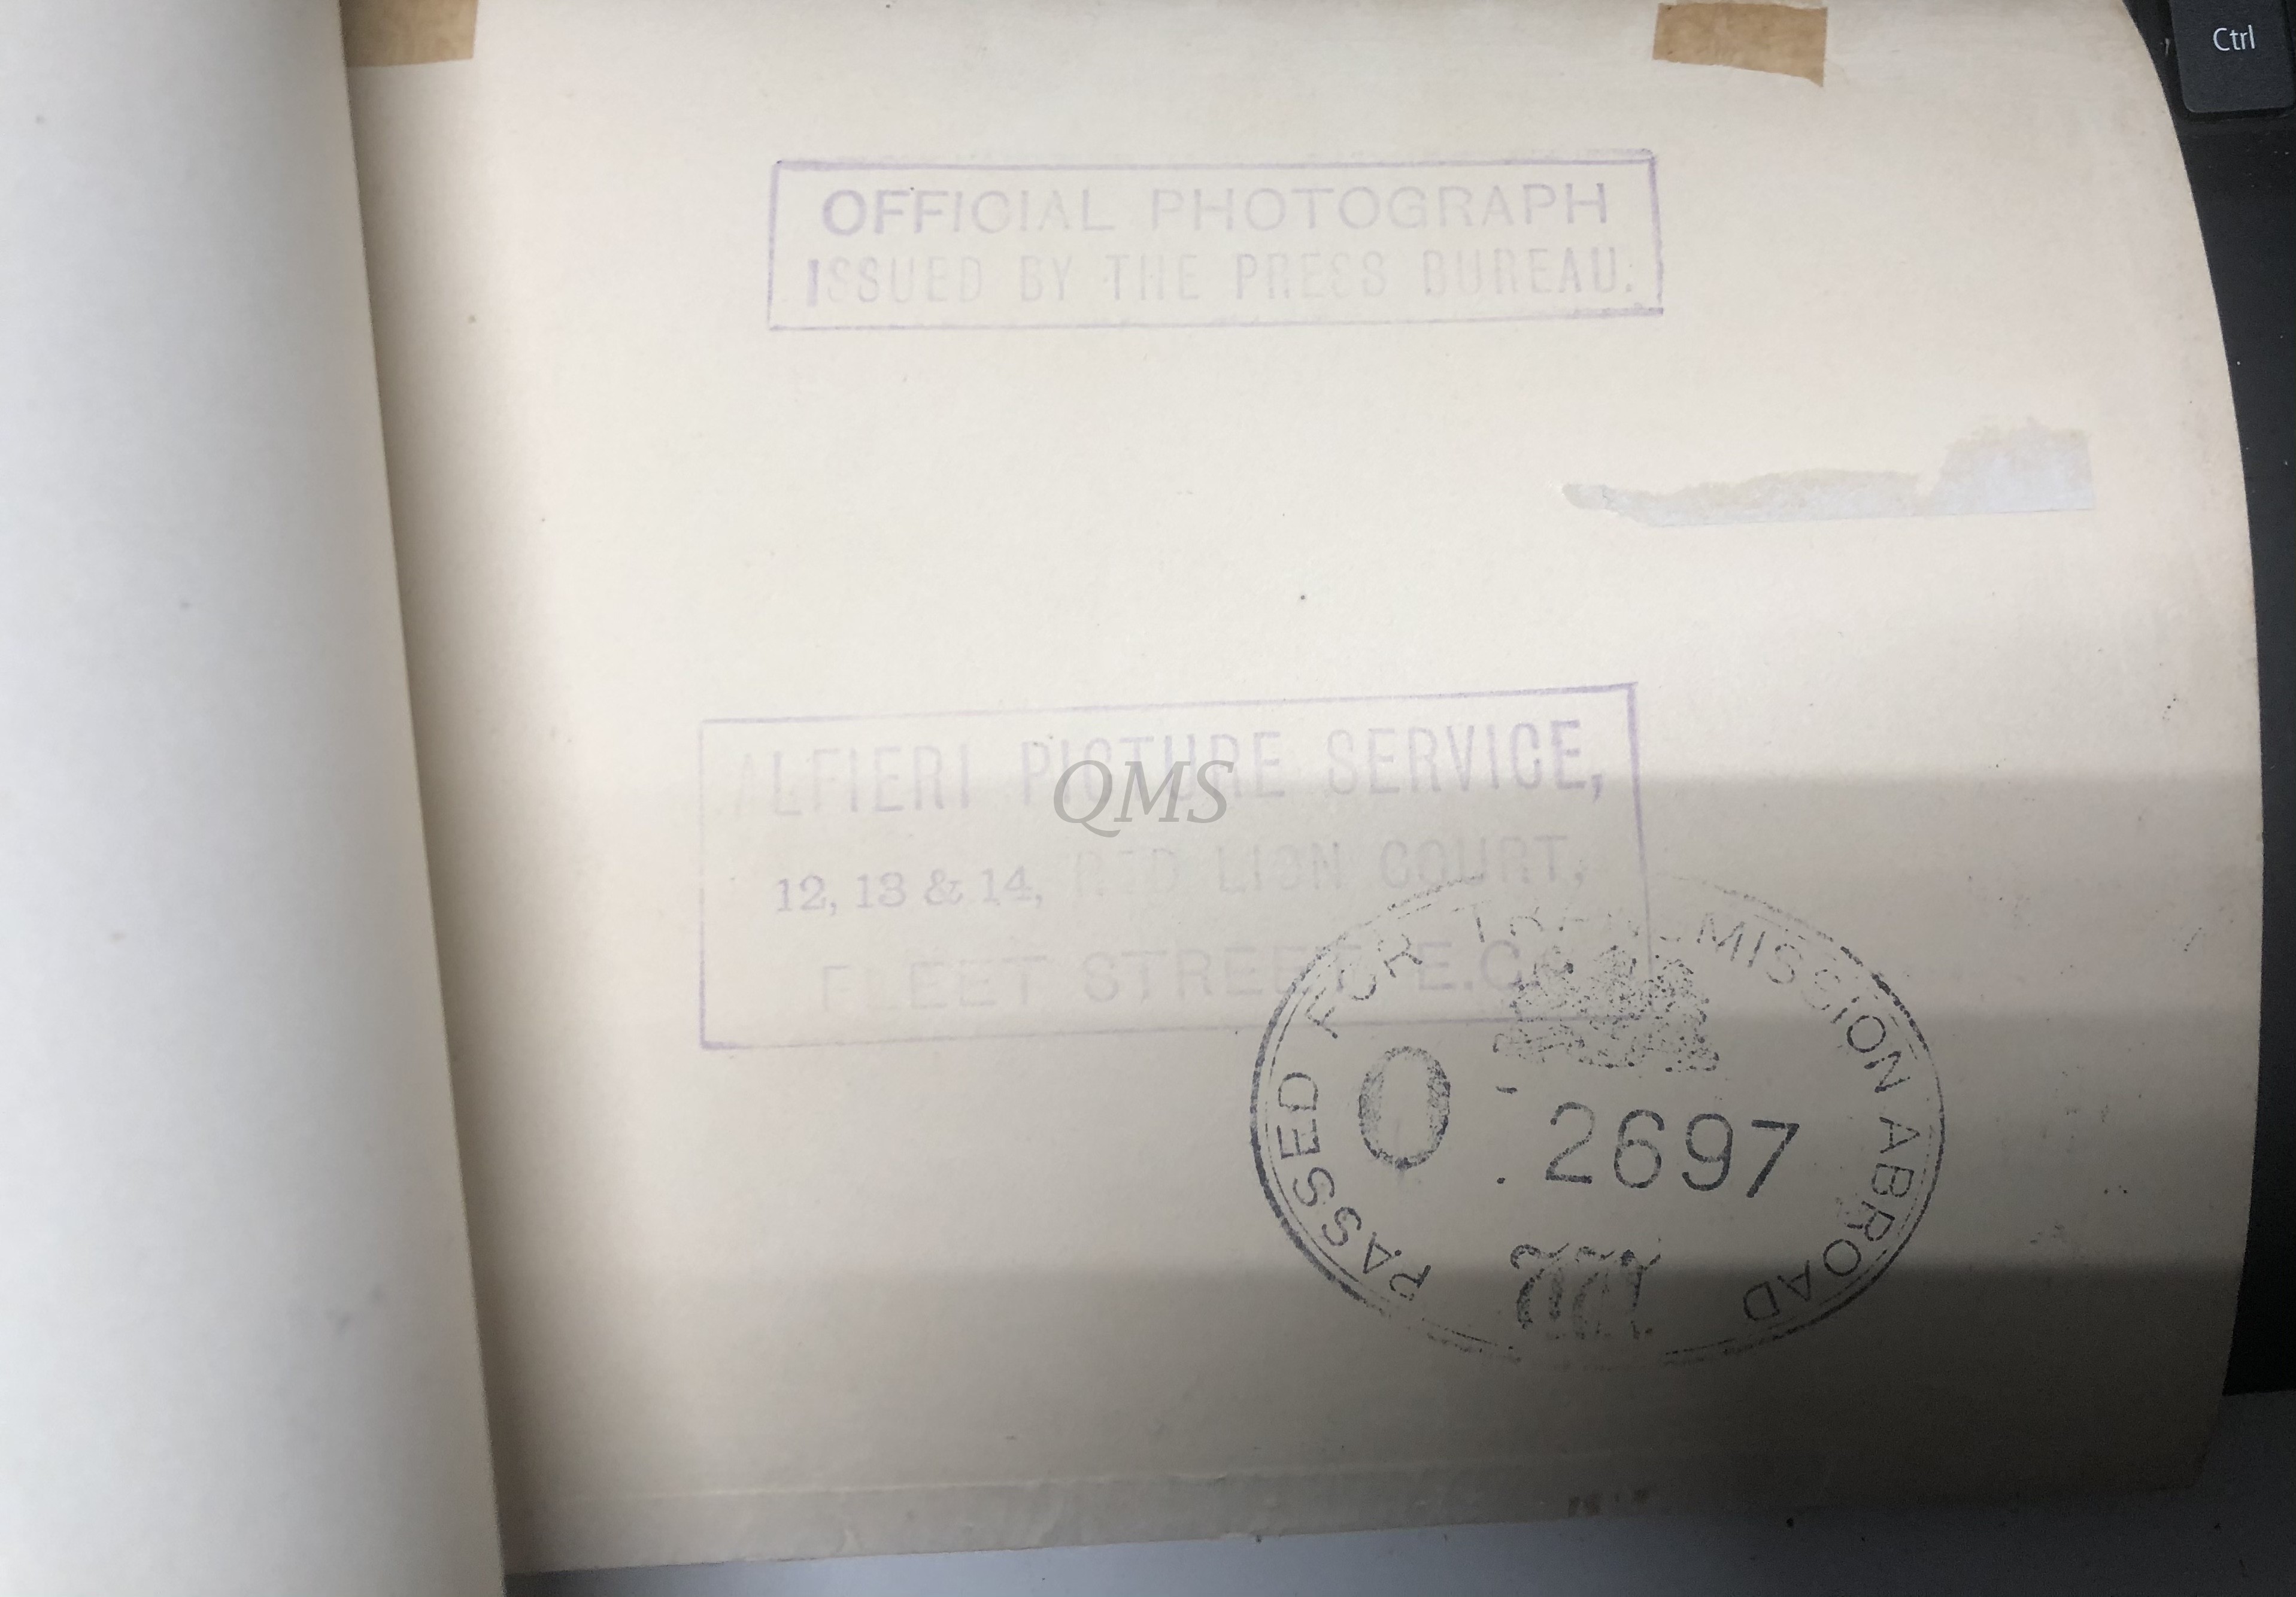 Ctrl
OFFICIAL PHOTOGRAPH
ISSUED BY THE PRESS BUREAU.
ALFIERI PICTURE SERVICE,
QMS
12, 13 & 14, RED LION COURT,
FLEET STREET, E.C.
PASSED FOR TRANSMISSION ABROAD
O 2697